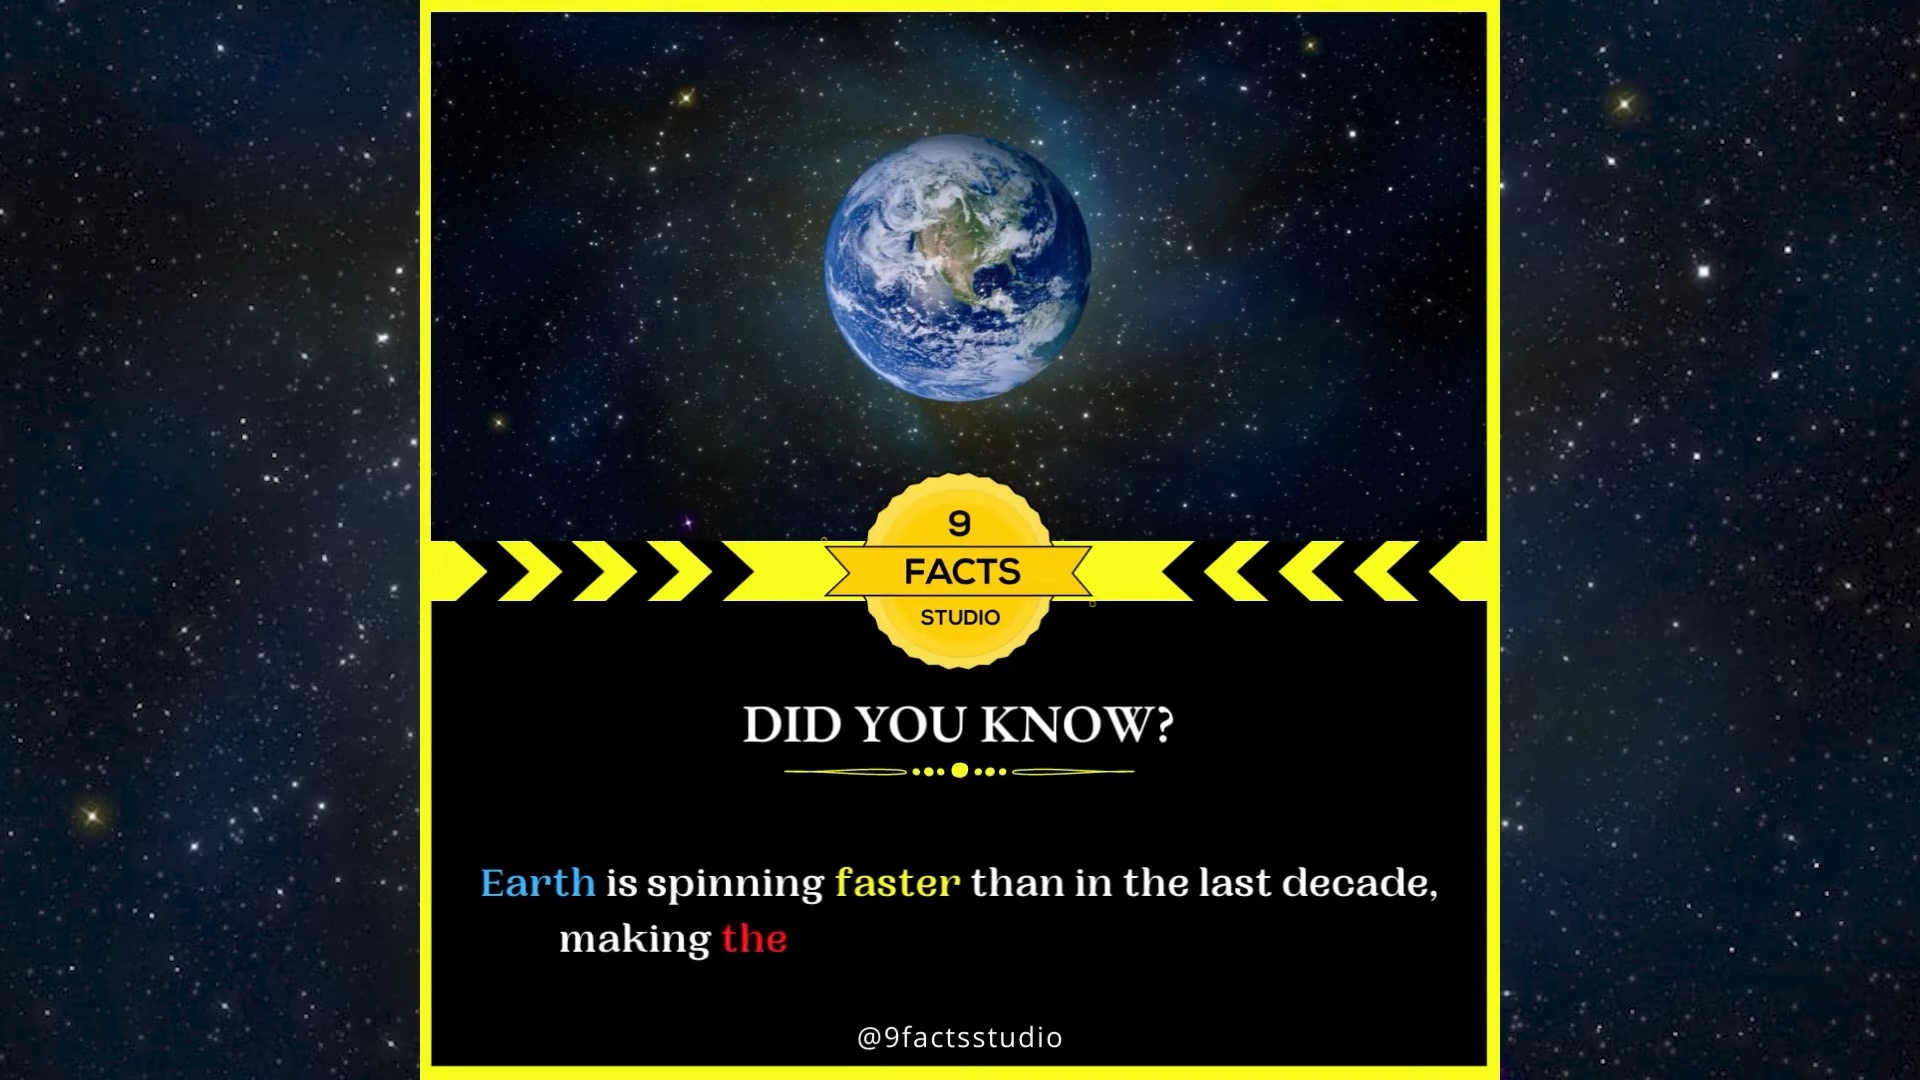 9
FACTS
STUDIO
DID YOU KNOW?
Earth is spinning faster than in the last decade,
making the
@9factsstudio